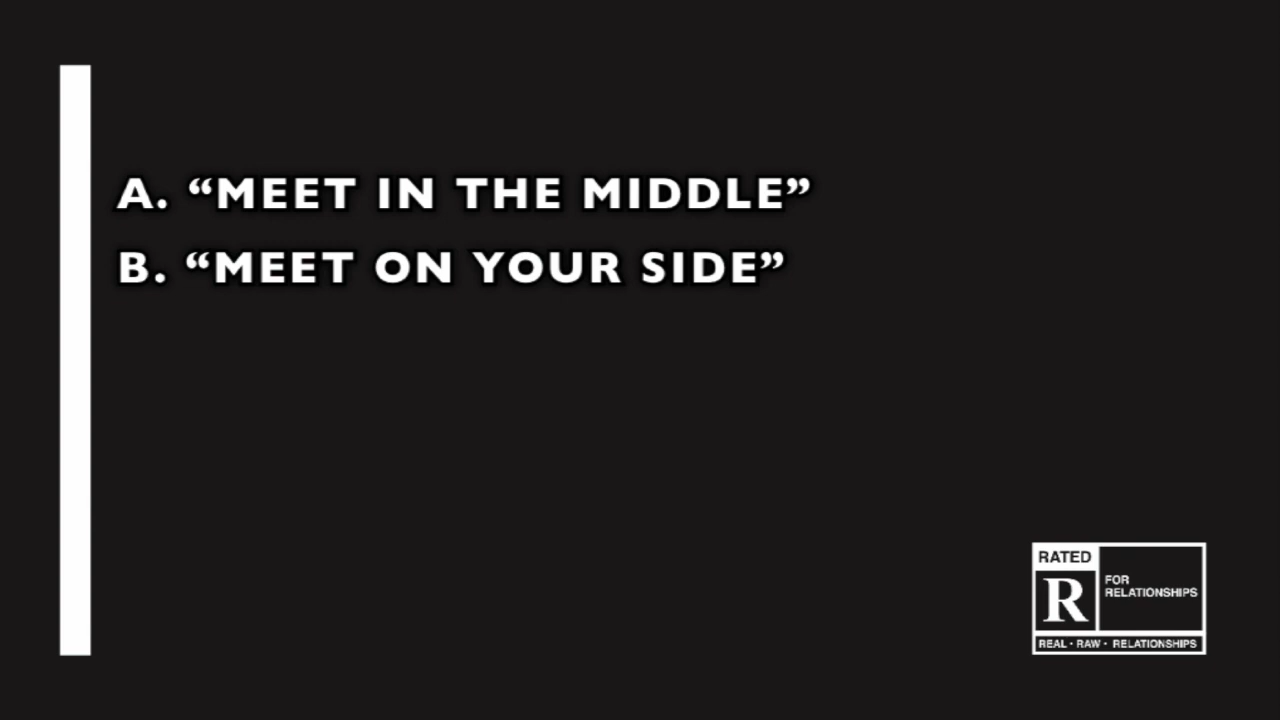 A. “MEET IN THE MIDDLE”
B. “MEET ON YOUR SIDE”
RATED
R
FOR
RELATIONSHIPS
REAL · RAW · RELATIONSHIPS